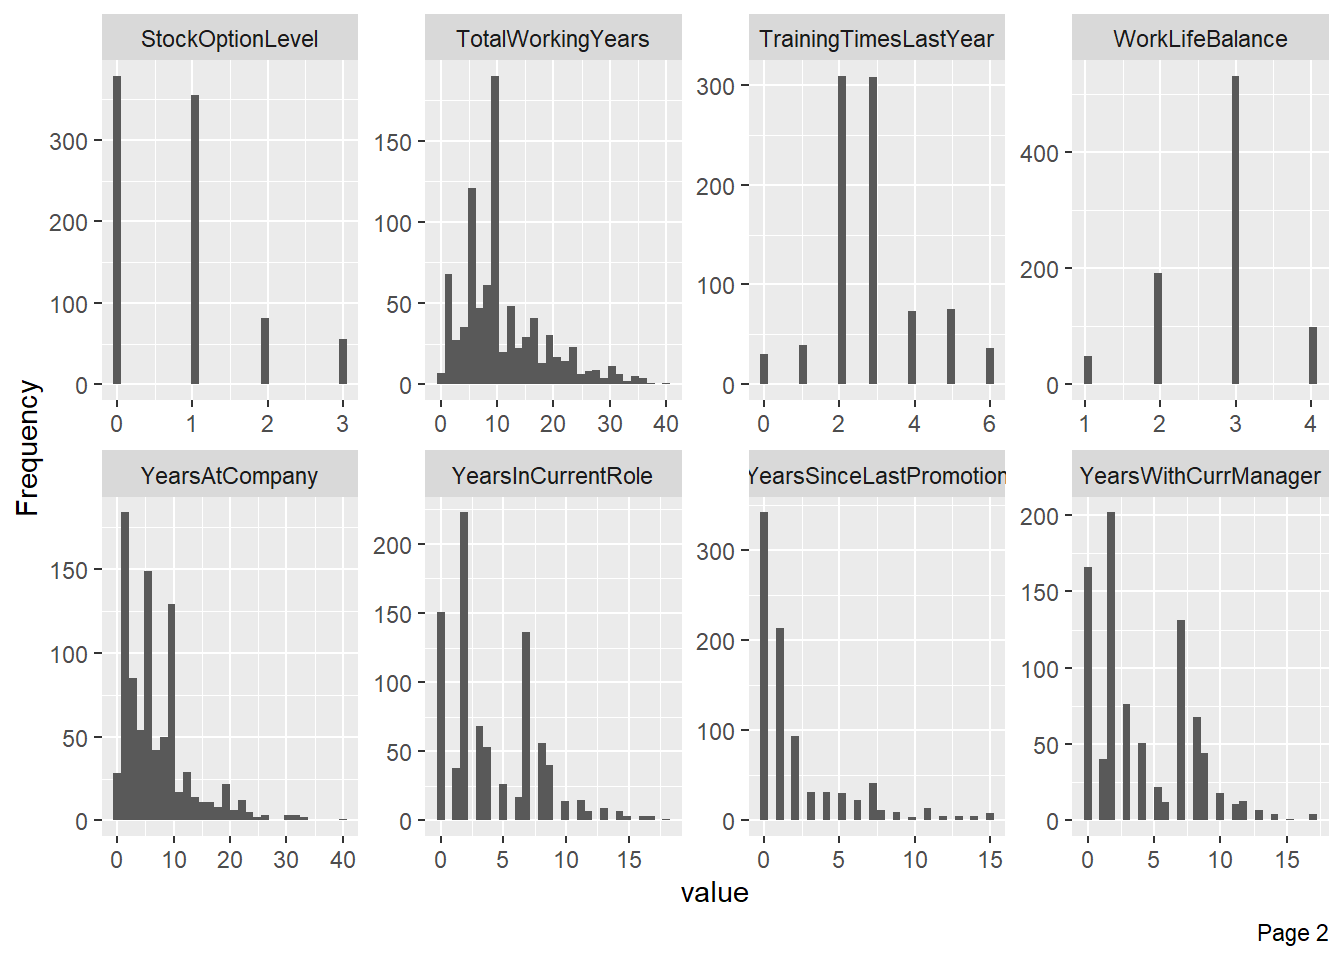 StockOptionLevel
TotalWorkingYears
TrainingTimesLastYear
WorkLifeBalance
300
200
100
0
0 1 2 3
150
100
50
0
0 10 20 30 40
300
200
100
0
0 2 4 6
400
200
0
1 2 3 4
YearsAtCompany
YearsInCurrentRole
YearsSinceLastPromotion
YearsWithCurrManager
150
100
50
0
0 10 20 30 40
200
150
100
50
0
0 5 10 15
300
200
100
0
0 5 10 15
200
150
100
50
0
0 5 10 15
Frequency
value
Page 2